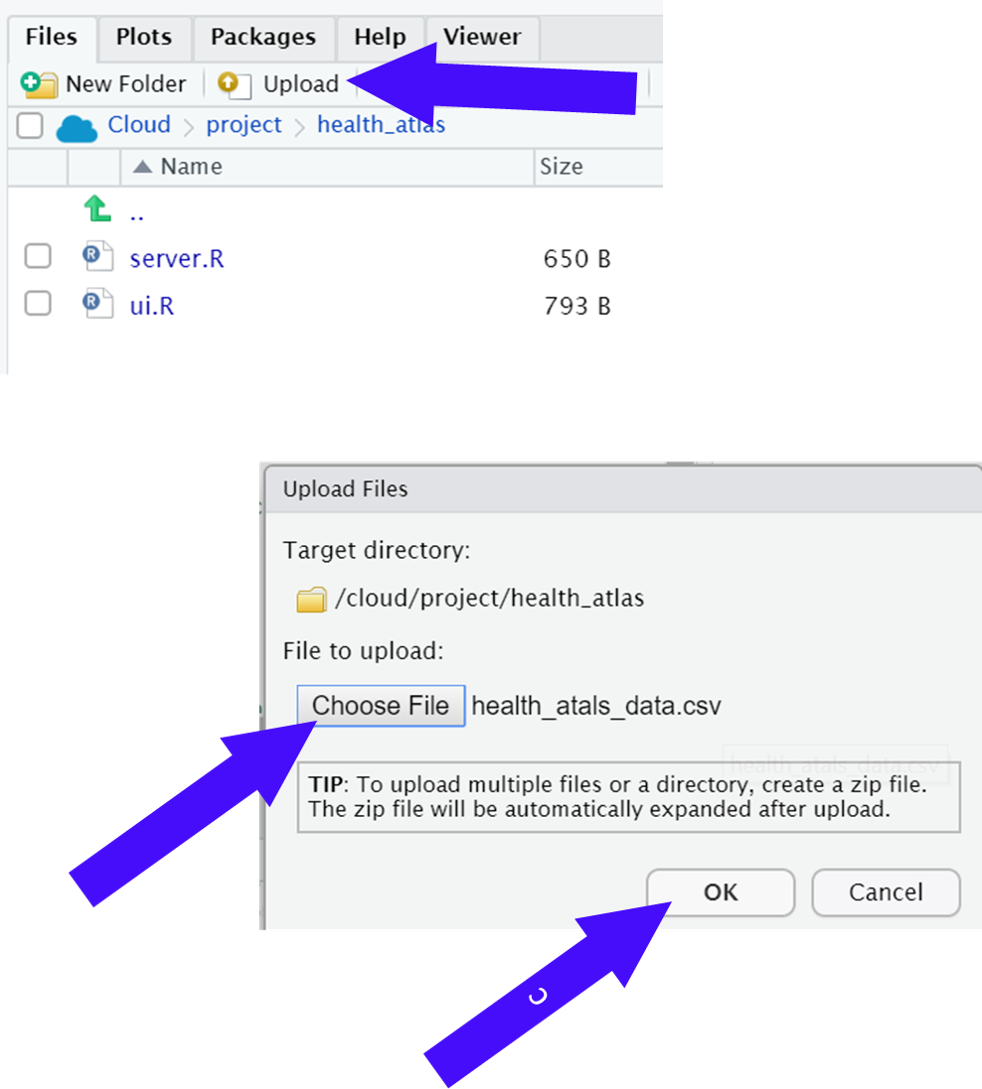 Files Plots Packages Help Viewer
New Folder Upload
Cloud project health_atlas
Name Size
..
server.R 650 B
ui.R 793 B
Upload Files
Target directory:
/cloud/project/health_atlas
File to upload:
Choose File health_atals_data.csv
health_atals_data.csv
TIP: To upload multiple files or a directory, create a zip file.
The zip file will be automatically expanded after upload.
OK Cancel